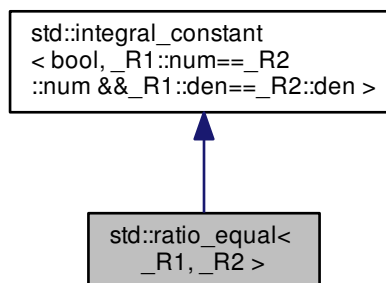 std::integral_constant
< bool, _R1::num==_R2
::num &&_R1::den==_R2::den >
std::ratio_equal<
_R1, _R2 >